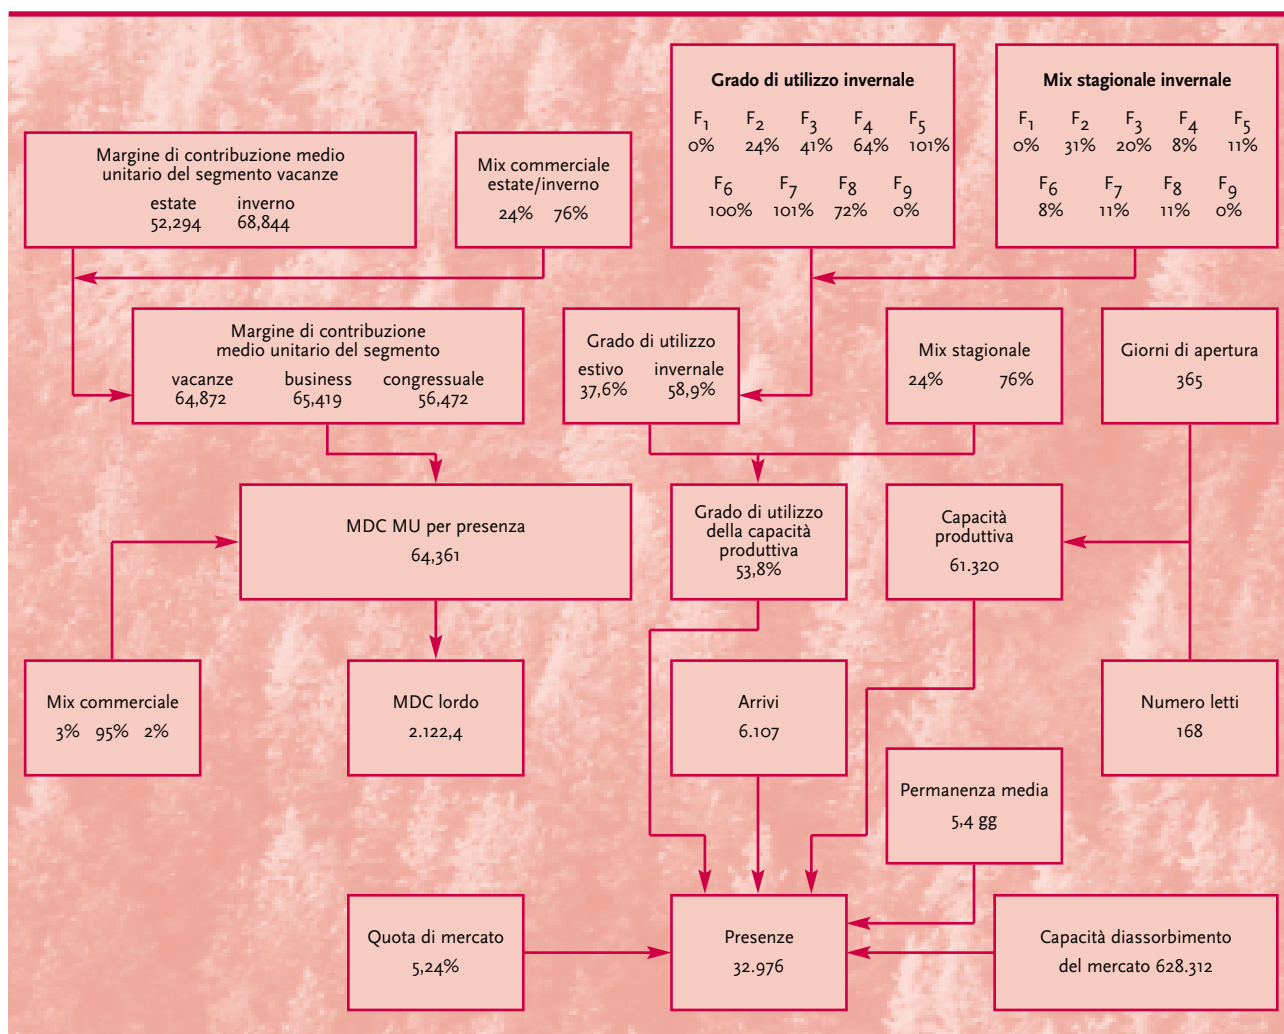 Grado di utilizzo invernale
F1 F2 F3 F4 F5
0% 24% 41% 64% 101%
F6 F7 F8 F9
100% 101% 72% 0%
Mix stagionale invernale
F1 F2 F3 F4 F5
0% 31% 20% 8% 11%
F6 F7 F8 F9
8% 11% 11% 0%
Margine di contribuzione medio
unitario del segmento vacanze
estate inverno
52,294 68,844
Mix commerciale
estate/inverno
24% 76%
Margine di contribuzione
medio unitario del segmento
vacanze business congressuale
64,872 65,419 56,472
Grado di utilizzo
estivo invernale
37,6% 58,9%
Mix stagionale
24% 76%
Giorni di apertura
365
MDC MU per presenza
64,361
Grado di utilizzo
della capacità
produttiva
53,8%
Capacità
produttiva
61.320
Mix commerciale
3% 95% 2%
MDC lordo
2.122,4
Arrivi
6.107
Numero letti
168
Permanenza media
5,4 gg
Quota di mercato
5,24%
Presenze
32.976
Capacità diassorbimento
del mercato 628.312